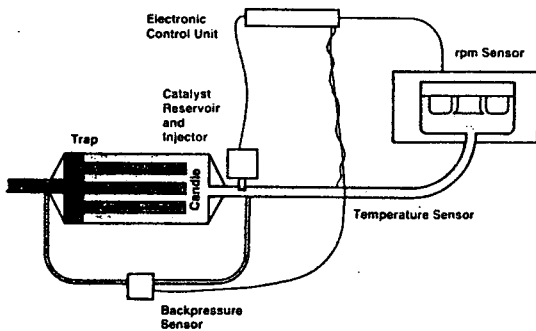 Electronic
Control Unit
rpm Sensor
Catalyst
Reservoir
and
Injector
Trap
Candle
Temperature Sensor
Backpressure
Sensor